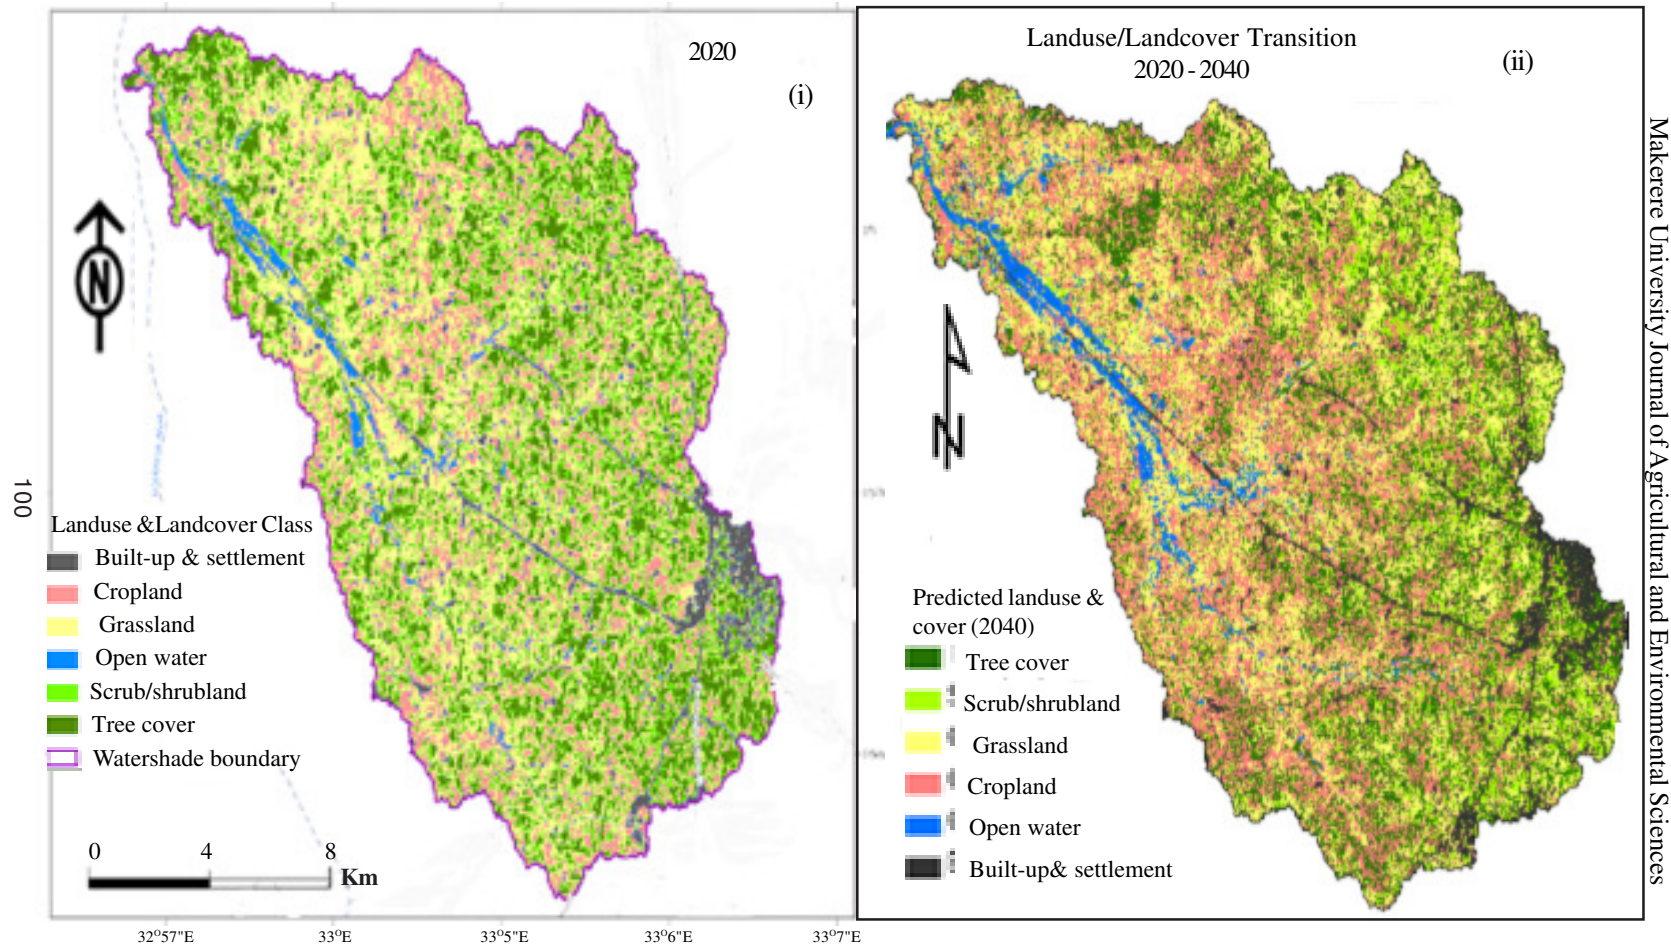 2020
(i)
N
100
Landuse &Landcover Class
Built-up & settlement
Cropland
Grassland
Open water
Scrub/shrubland
Tree cover
Watershade boundary
0 4 8
Km
32°57"E 33°E 33°5"E 33°6"E 33°7"E
Landuse/Landcover Transition
2020 - 2040
(ii)
N
Predicted landuse &
cover (2040)
Tree cover
Scrub/shrubland
Grassland
Cropland
Open water
Built-up& settlement
Makerere University Journal of Agricultural and Environmental Sciences